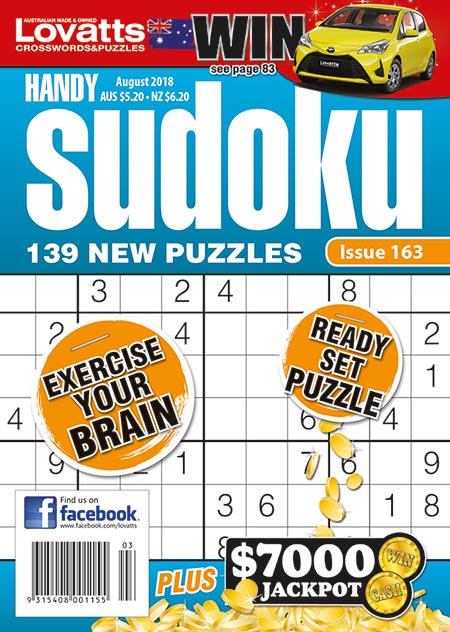 AUSTRALIAN MADE & OWNED
Lovatts
CROSSWORDS&PUZZLES
WIN
see page 83
Lovatts
HANDY
August 2018
AUS $5.20 • NZ $6.20
sudoku
139 NEW PUZZLES
Issue 163
3 2 4 8
2 4 2
1
4 6
9 2 1 7 6 9
3 6 1 8
EXERCISE
YOUR
BRAIN
READY
SET
PUZZLE
Find us on
facebook
www.facebook.com/lovatts
03
9 315408 001155
PLUS
$7000
JACKPOT
WIN
CASH